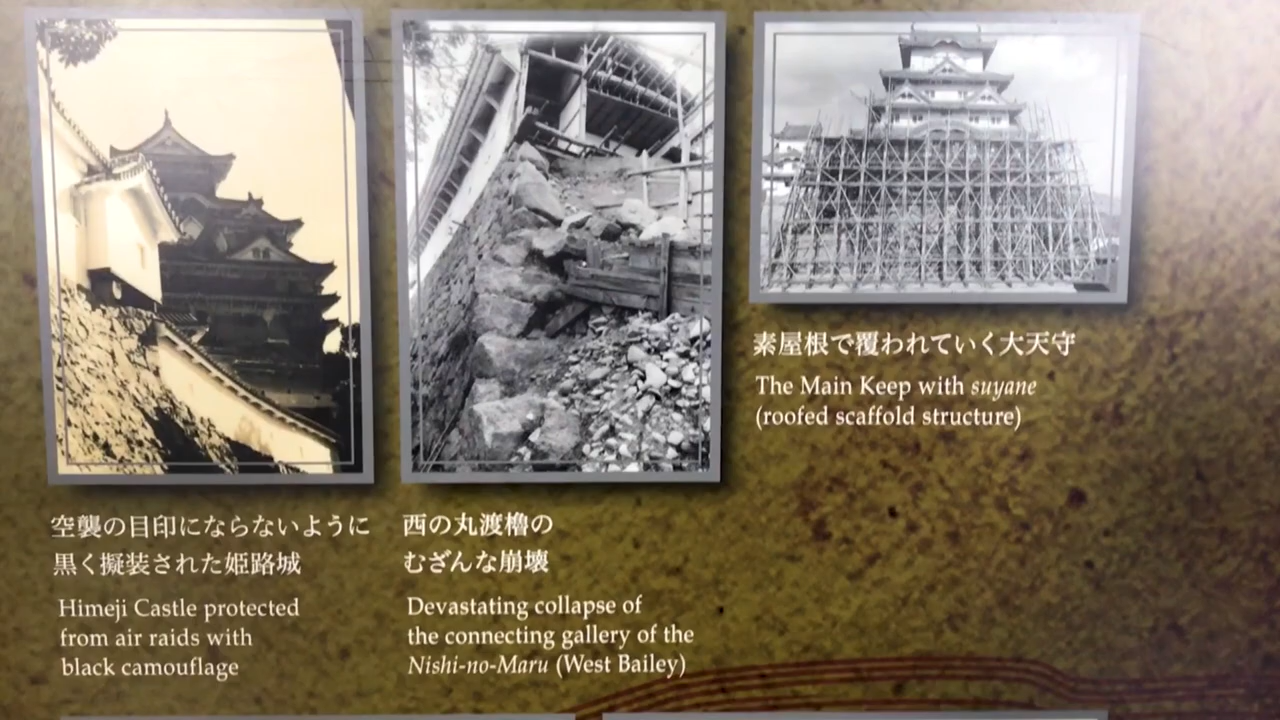 空襲の目印にならないように
黒く擬装された姫路城
Himeji Castle protected
from air raids with
black camouflage
西の丸渡櫓の
むざんな崩壊
Devastating collapse of
the connecting gallery of the
Nishi-no-Maru (West Bailey)
素屋根で覆われていく大天守
The Main Keep with suyane
(roofed scaffold structure)